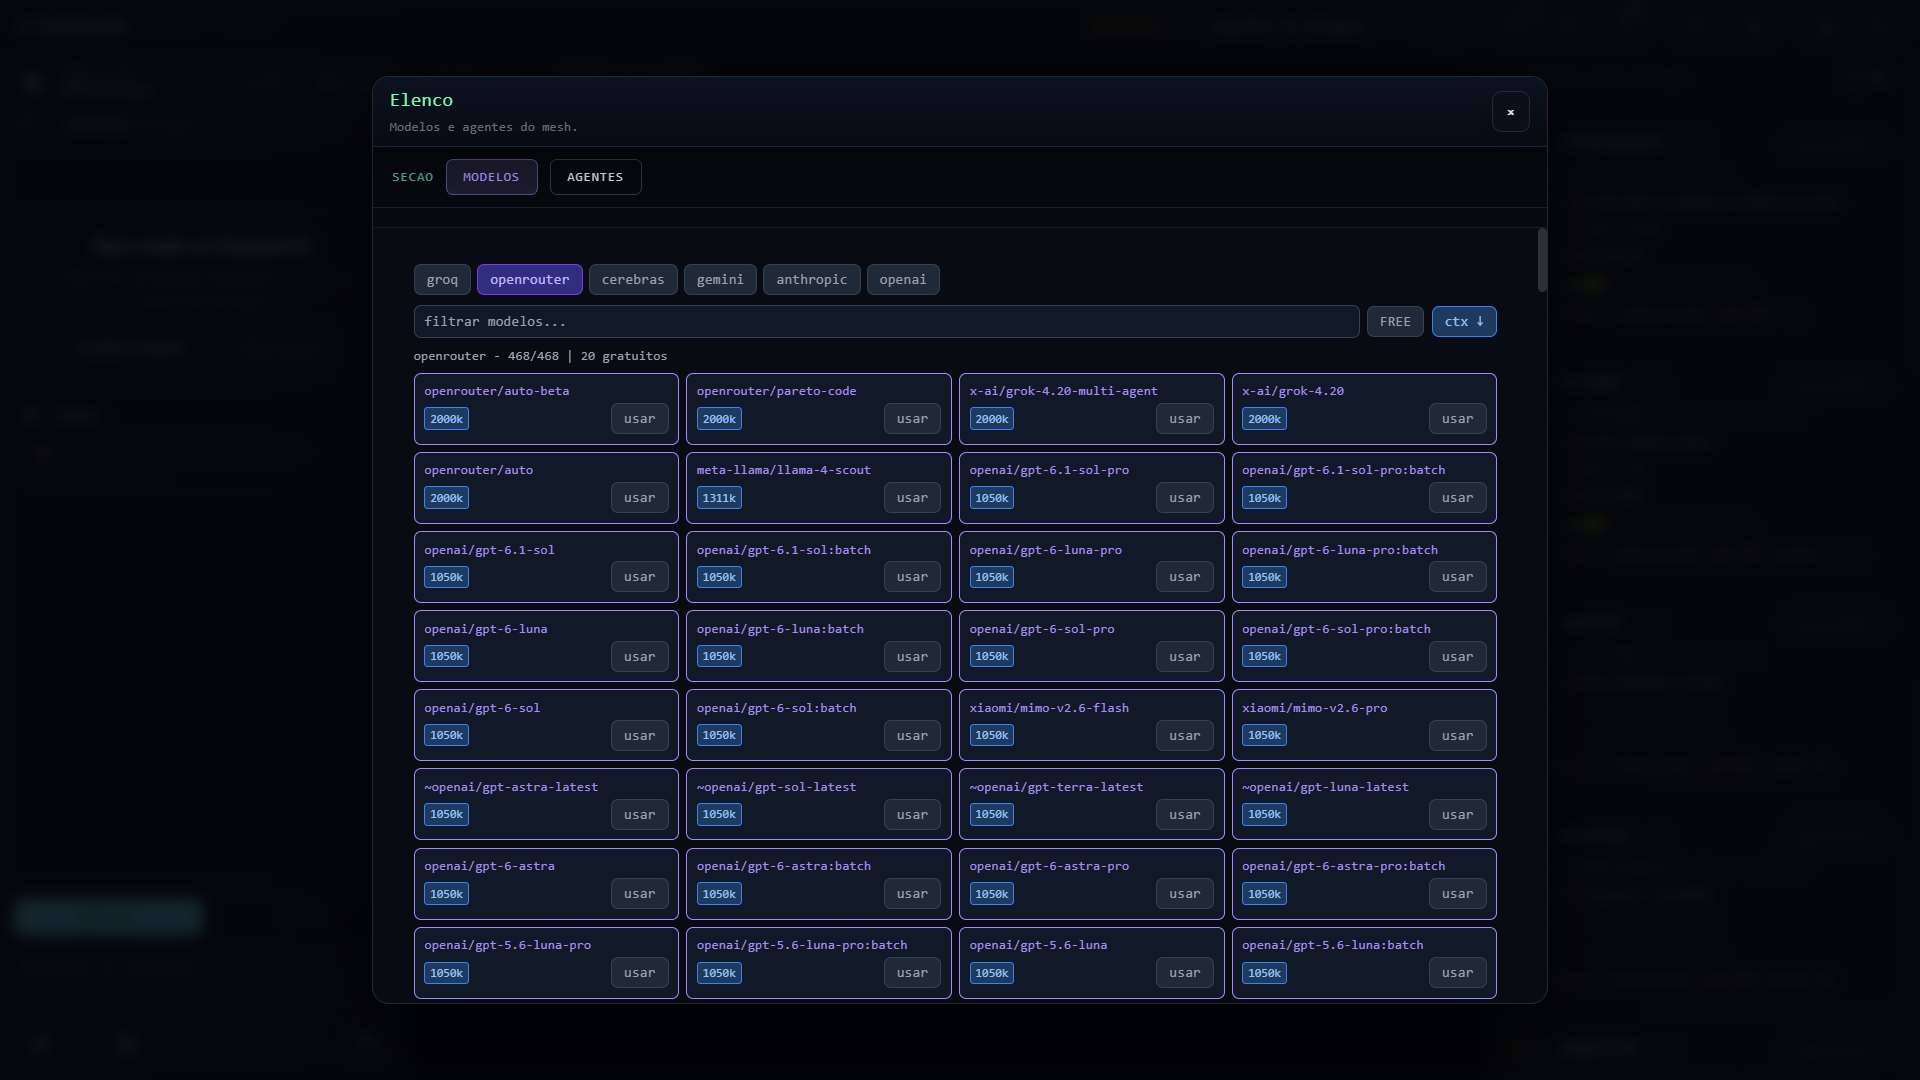 Elenco
Modelos e agentes do mesh.
×
SECAO MODELOS AGENTES
groq openrouter cerebras gemini anthropic openai
filtrar modelos... FREE ctx ↓
openrouter - 468/468 | 20 gratuitos
openrouter/auto-beta openrouter/pareto-code x-ai/grok-4.20-multi-agent x-ai/grok-4.20
2000k usar 2000k usar 2000k usar 2000k usar
openrouter/auto meta-llama/llama-4-scout openai/gpt-6.1-sol-pro openai/gpt-6.1-sol-pro:batch
2000k usar 1311k usar 1050k usar 1050k usar
openai/gpt-6.1-sol openai/gpt-6.1-sol:batch openai/gpt-6-luna-pro openai/gpt-6-luna-pro:batch
1050k usar 1050k usar 1050k usar 1050k usar
openai/gpt-6-luna openai/gpt-6-luna:batch openai/gpt-6-sol-pro openai/gpt-6-sol-pro:batch
1050k usar 1050k usar 1050k usar 1050k usar
openai/gpt-6-sol openai/gpt-6-sol:batch xiaomi/mimo-v2.6-flash xiaomi/mimo-v2.6-pro
1050k usar 1050k usar 1050k usar 1050k usar
~openai/gpt-astra-latest ~openai/gpt-sol-latest ~openai/gpt-terra-latest ~openai/gpt-luna-latest
1050k usar 1050k usar 1050k usar 1050k usar
openai/gpt-6-astra openai/gpt-6-astra:batch openai/gpt-6-astra-pro openai/gpt-6-astra-pro:batch
1050k usar 1050k usar 1050k usar 1050k usar
openai/gpt-5.6-luna-pro openai/gpt-5.6-luna-pro:batch openai/gpt-5.6-luna openai/gpt-5.6-luna:batch
1050k usar 1050k usar 1050k usar 1050k usar